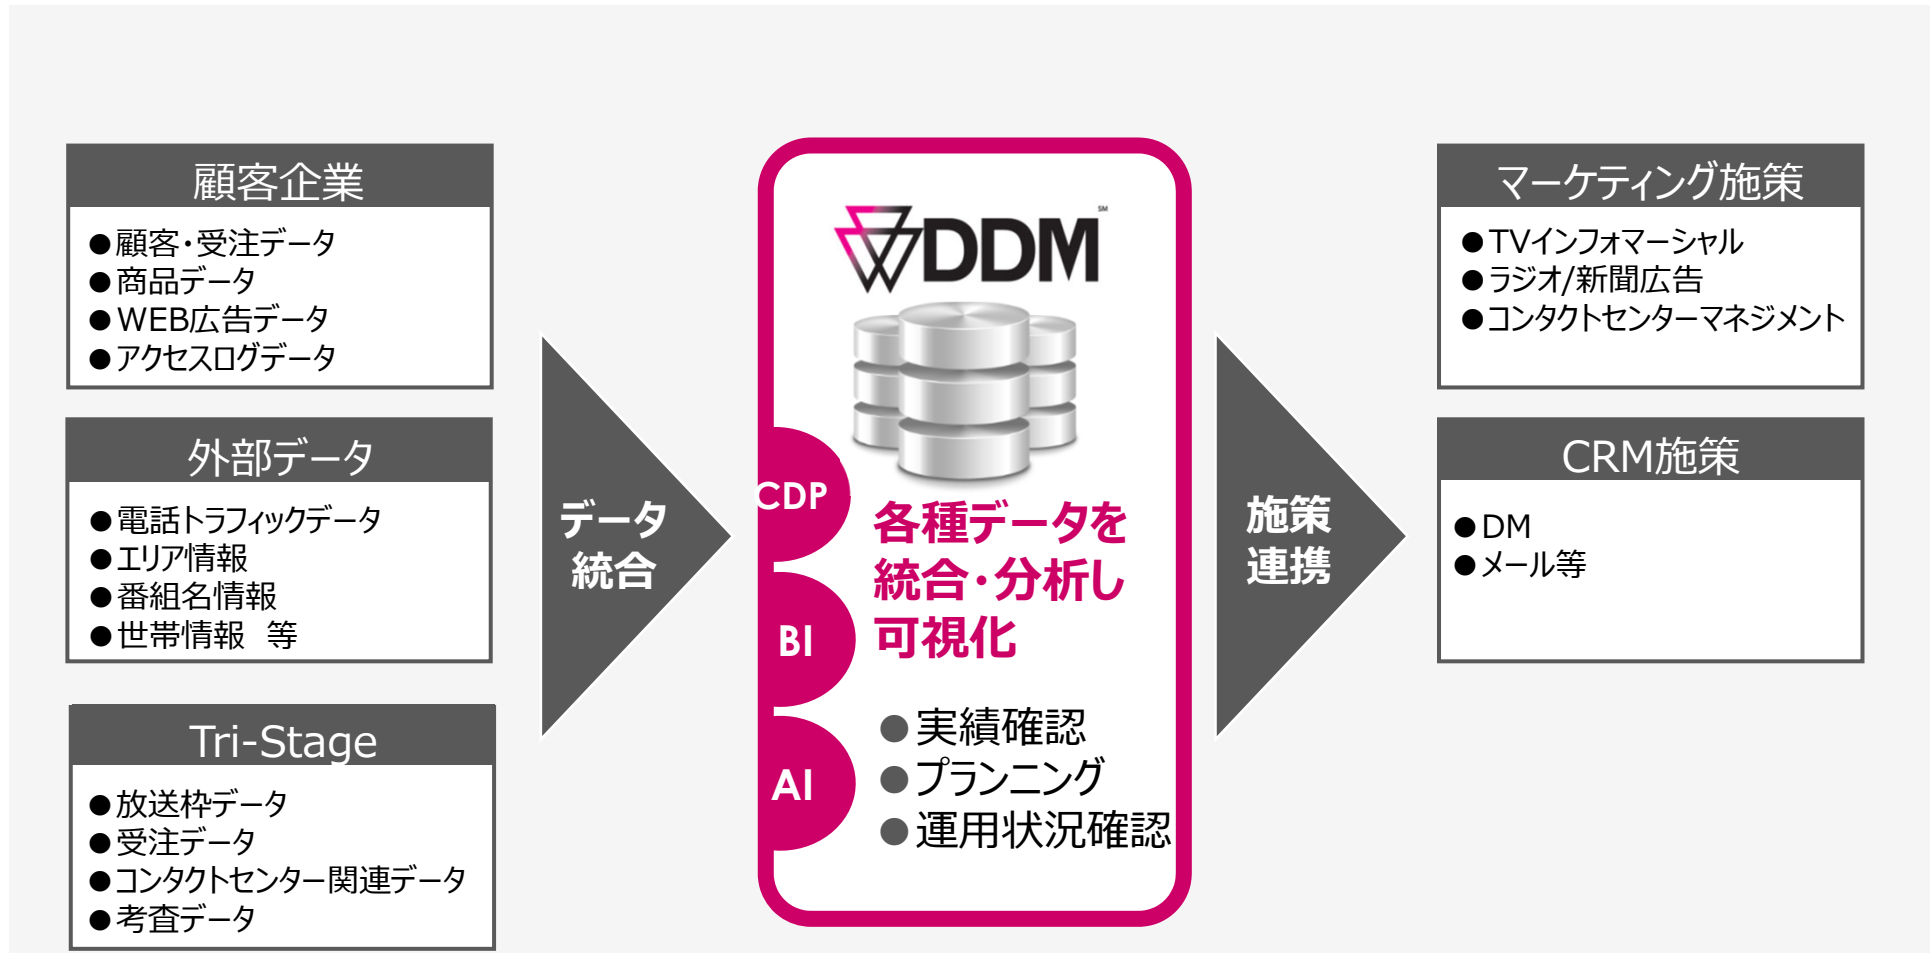 顧客企業
●顧客・受注データ
●商品データ
●WEB広告データ
●アクセスログデータ
外部データ
●電話トラフィックデータ
●エリア情報
●番組名情報
●世帯情報　等
Tri-Stage
●放送枠データ
●受注データ
●コンタクトセンター関連データ
●考査データ
データ
統合
DDM℠
CDP
BI
AI
各種データを
統合・分析し
可視化
●実績確認
●プランニング
●運用状況確認
施策
連携
マーケティング施策
●TVインフォマーシャル
●ラジオ/新聞広告
●コンタクトセンターマネジメント
CRM施策
●DM
●メール等